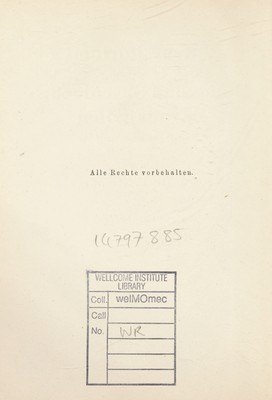 Alle Rechte vorbehalten.
14797885
WELLCOME INSTITUTE
LIBRARY
Coll. welMOmec
Call
No. WR